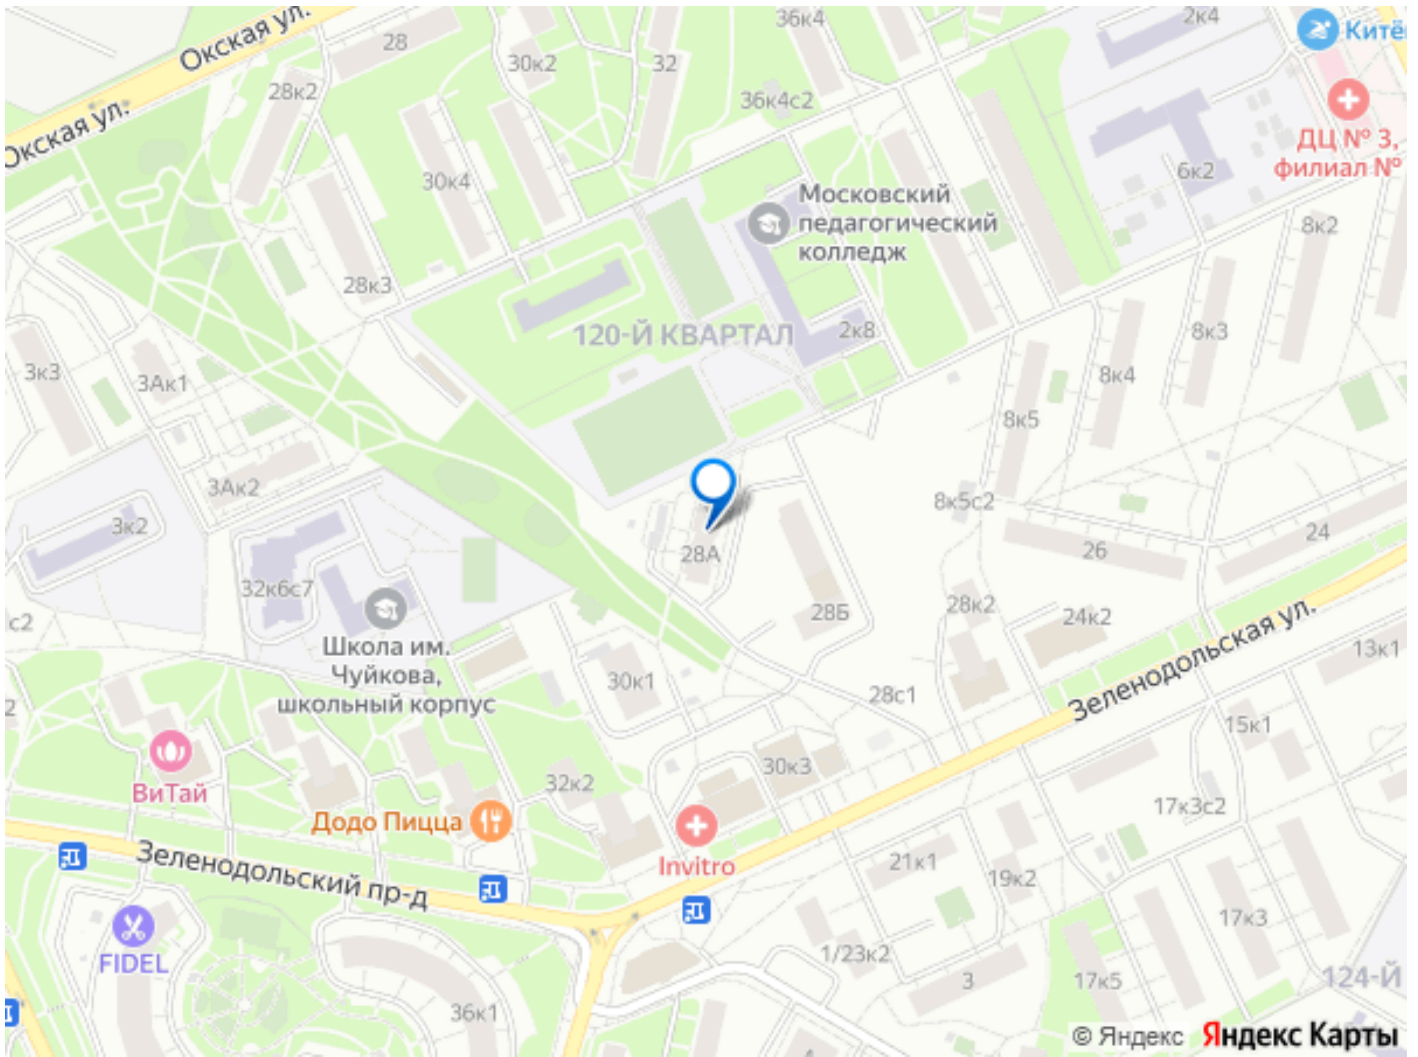 Окская ул.
28
36к4
2к4
Китё
30к2
32
28к2
36к4с2
ДЦ № 3,
филиал №
Окская ул.
30к4
6к2
Московский
педагогический
колледж
8к2
28к3
120-Й КВАРТАЛ
2к8
8к3
3к3
3Ак1
8к4
8к5
3Ак2
8к5с2
3к2
28А
26
24
32к6с7
28Б
28к2
24к2
с2
Школа им.
Чуйкова,
школьный корпус
30к1
28с1
Зеленодольская ул.
13к1
2
15к1
ВиТай
32к2
30к3
17к3с2
Додо Пицца
Invitro
21к1
19к2
Зеленодольский пр-д
17к3
FIDEL
1/23к2
3
17к5
124-Й
36к1
© Яндекс Яндекс Карты